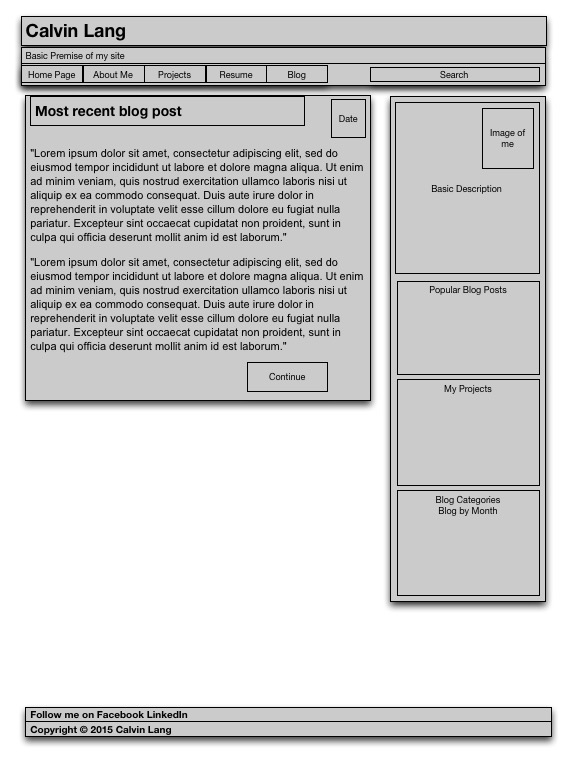 Calvin Lang
Basic Premise of my site
Home Page About Me Projects Resume Blog Search
Most recent blog post
Date
"Lorem ipsum dolor sit amet, consectetur adipiscing elit, sed do
eiusmod tempor incididunt ut labore et dolore magna aliqua. Ut enim
ad minim veniam, quis nostrud exercitation ullamco laboris nisi ut
aliquip ex ea commodo consequat. Duis aute irure dolor in
reprehenderit in voluptate velit esse cillum dolore eu fugiat nulla
pariatur. Excepteur sint occaecat cupidatat non proident, sunt in
culpa qui officia deserunt mollit anim id est laborum."
"Lorem ipsum dolor sit amet, consectetur adipiscing elit, sed do
eiusmod tempor incididunt ut labore et dolore magna aliqua. Ut enim
ad minim veniam, quis nostrud exercitation ullamco laboris nisi ut
aliquip ex ea commodo consequat. Duis aute irure dolor in
reprehenderit in voluptate velit esse cillum dolore eu fugiat nulla
pariatur. Excepteur sint occaecat cupidatat non proident, sunt in
culpa qui officia deserunt mollit anim id est laborum."
Continue
Image of
me
Basic Description
Popular Blog Posts
My Projects
Blog Categories
Blog by Month
Follow me on Facebook LinkedIn
Copyright © 2015 Calvin Lang